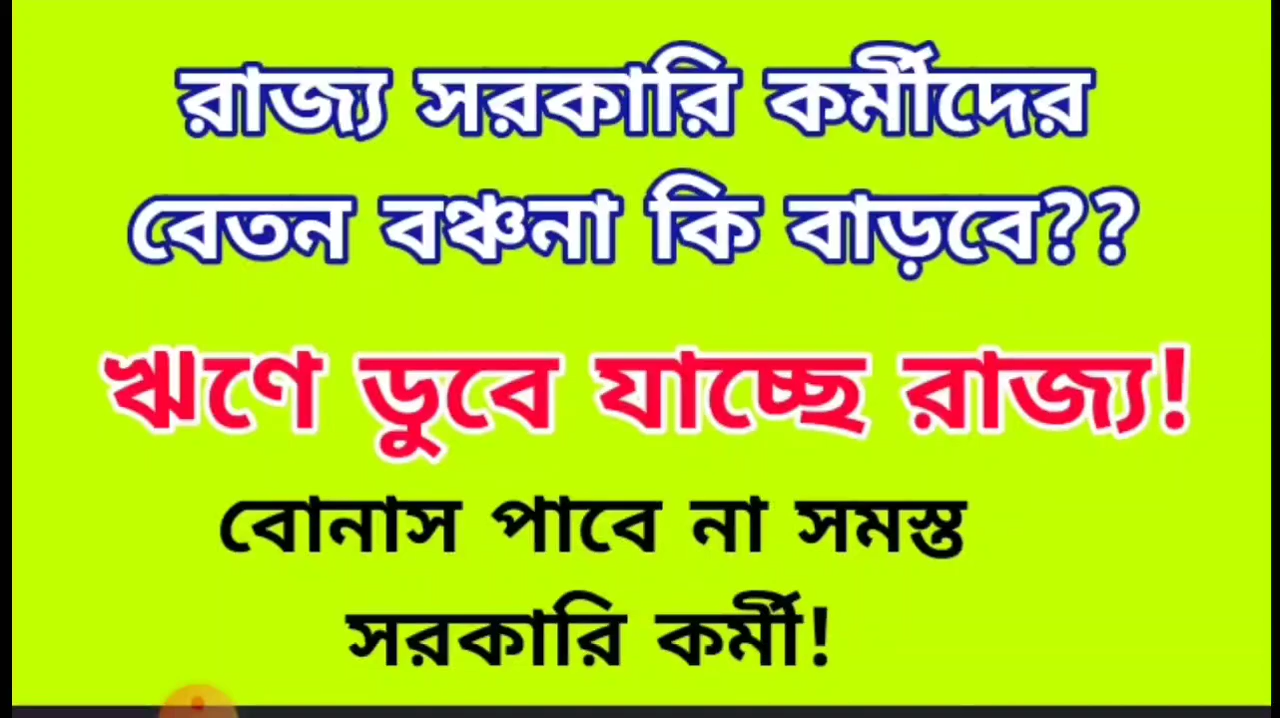 রাজ্য সরকারি কর্মীদের
বেতন বঞ্চনা কি বাড়বে??
ঋণে ডুবে যাচ্ছে রাজ্য!
বোনাস পাবে না সমস্ত
সরকারি কর্মী!